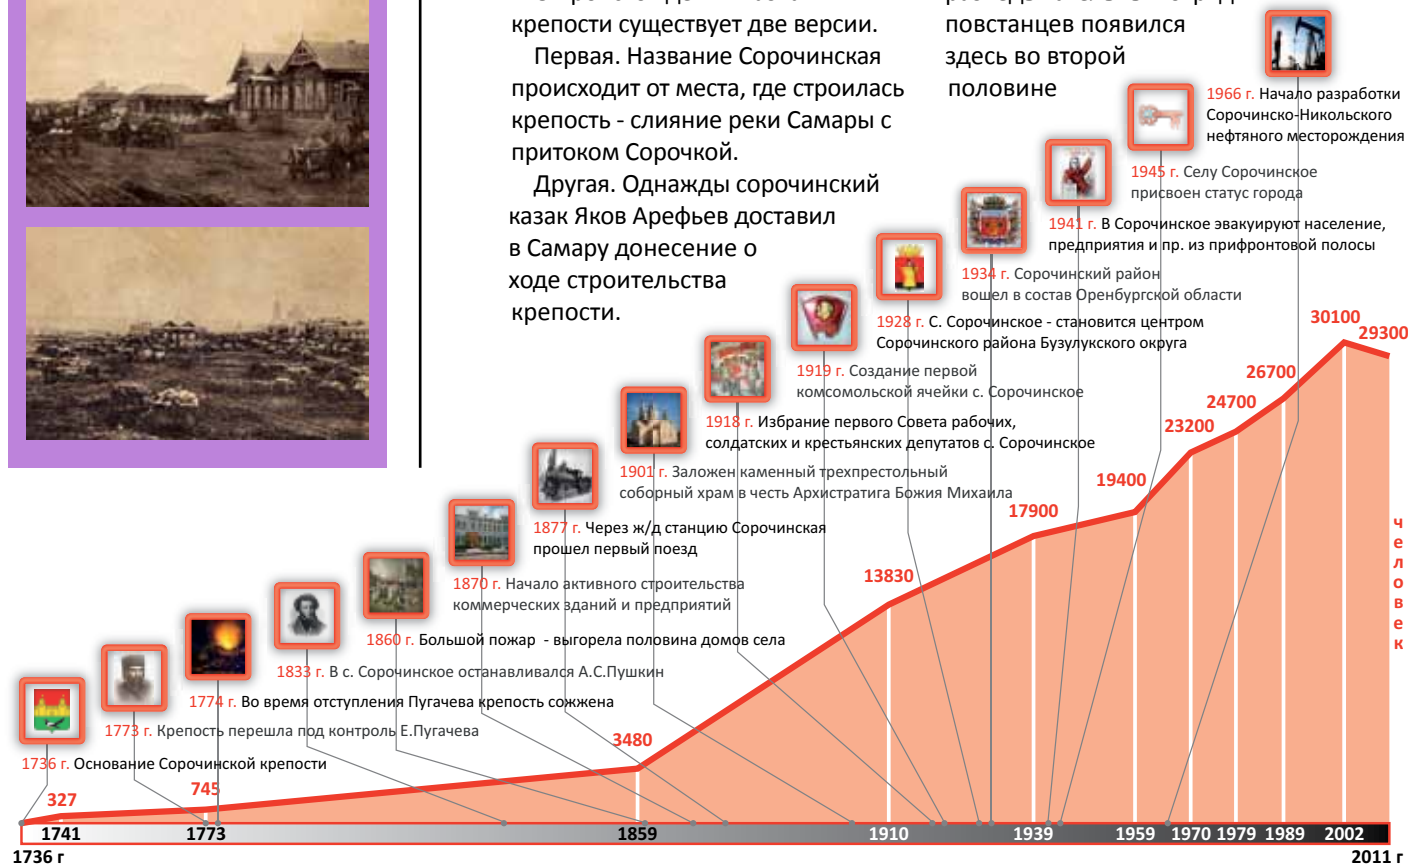 крепости существует две версии.
Первая. Название Сорочинская
происходит от места, где строилась
крепость - слияние реки Самары с
притоком Сорочкой.
Другая. Однажды сорочинский
казак Яков Арефьев доставил
в Самару донесение о
ходе строительства
крепости.
повстанцев появился
здесь во второй
половине
1966 г. Начало разработки
Сорочинско-Никольского
нефтяного месторождения
1945 г. Селу Сорочинское
присвоен статус города
1941 г. В Сорочинское эвакуируют население,
предприятия и пр. из прифронтовой полосы
1934 г. Сорочинский район
вошел в состав Оренбургской области
1928 г. С. Сорочинское - становится центром
Сорочинского района Бузулукского округа
1919 г. Создание первой
комсомольской ячейки с. Сорочинское
1918 г. Избрание первого Совета рабочих,
солдатских и крестьянских депутатов с. Сорочинское
1901 г. Заложен каменный трехпрестольный
соборный храм в честь Архистратига Божия Михаила
1877 г. Через ж/д станцию Сорочинская
прошел первый поезд
1870 г. Начало активного строительства
коммерческих зданий и предприятий
1860 г. Большой пожар - выгорела половина домов села
1833 г. В с. Сорочинское останавливался А.С.Пушкин
1774 г. Во время отступления Пугачева крепость сожжена
1773 г. Крепость перешла под контроль Е.Пугачева
1736 г. Основание Сорочинской крепости
327
745
3480
13830
17900
19400
23200
24700
26700
30100
29300
человек
1741 1773 1859 1910 1939 1959 1970 1979 1989 2002
1736 г 2011 г